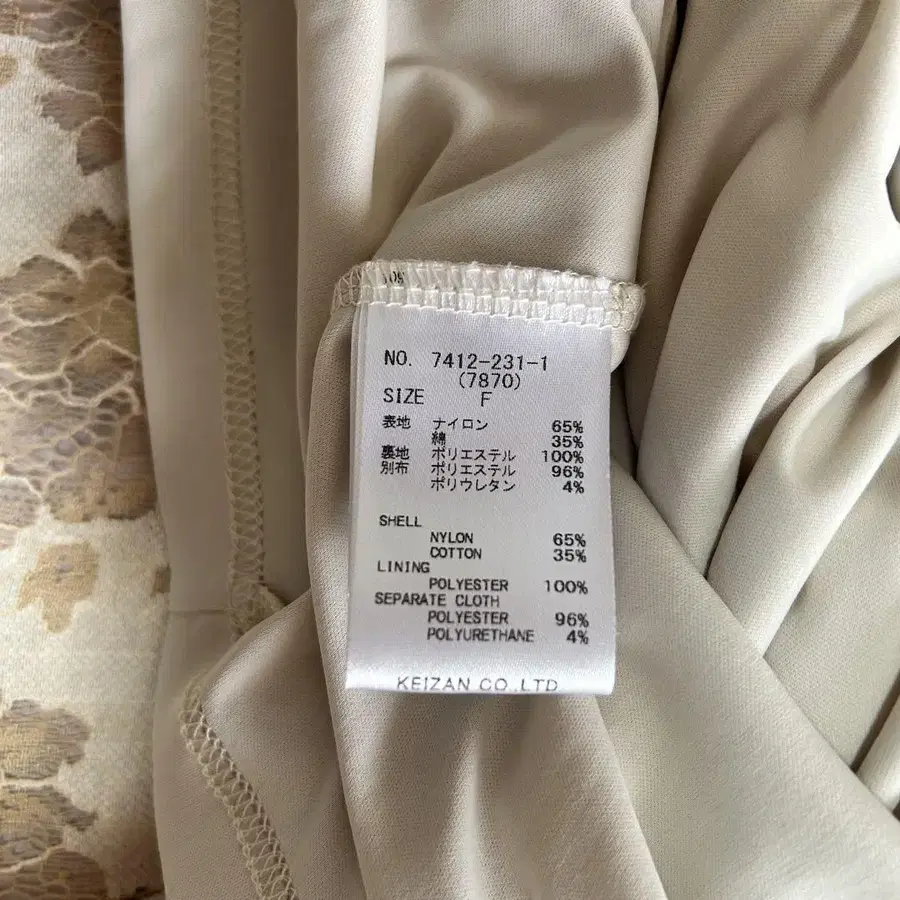 NO. 7412-231-1
(7870)
SIZE F
表地 ナイロン 65%
綿 35%
裏地 ポリエステル 100%
別布 ポリエステル 96%
ポリウレタン 4%
SHELL
NYLON 65%
COTTON 35%
LINING
POLYESTER 100%
SEPARATE CLOTH
POLYESTER 96%
POLYURETHANE 4%
KEIZAN CO.,LTD